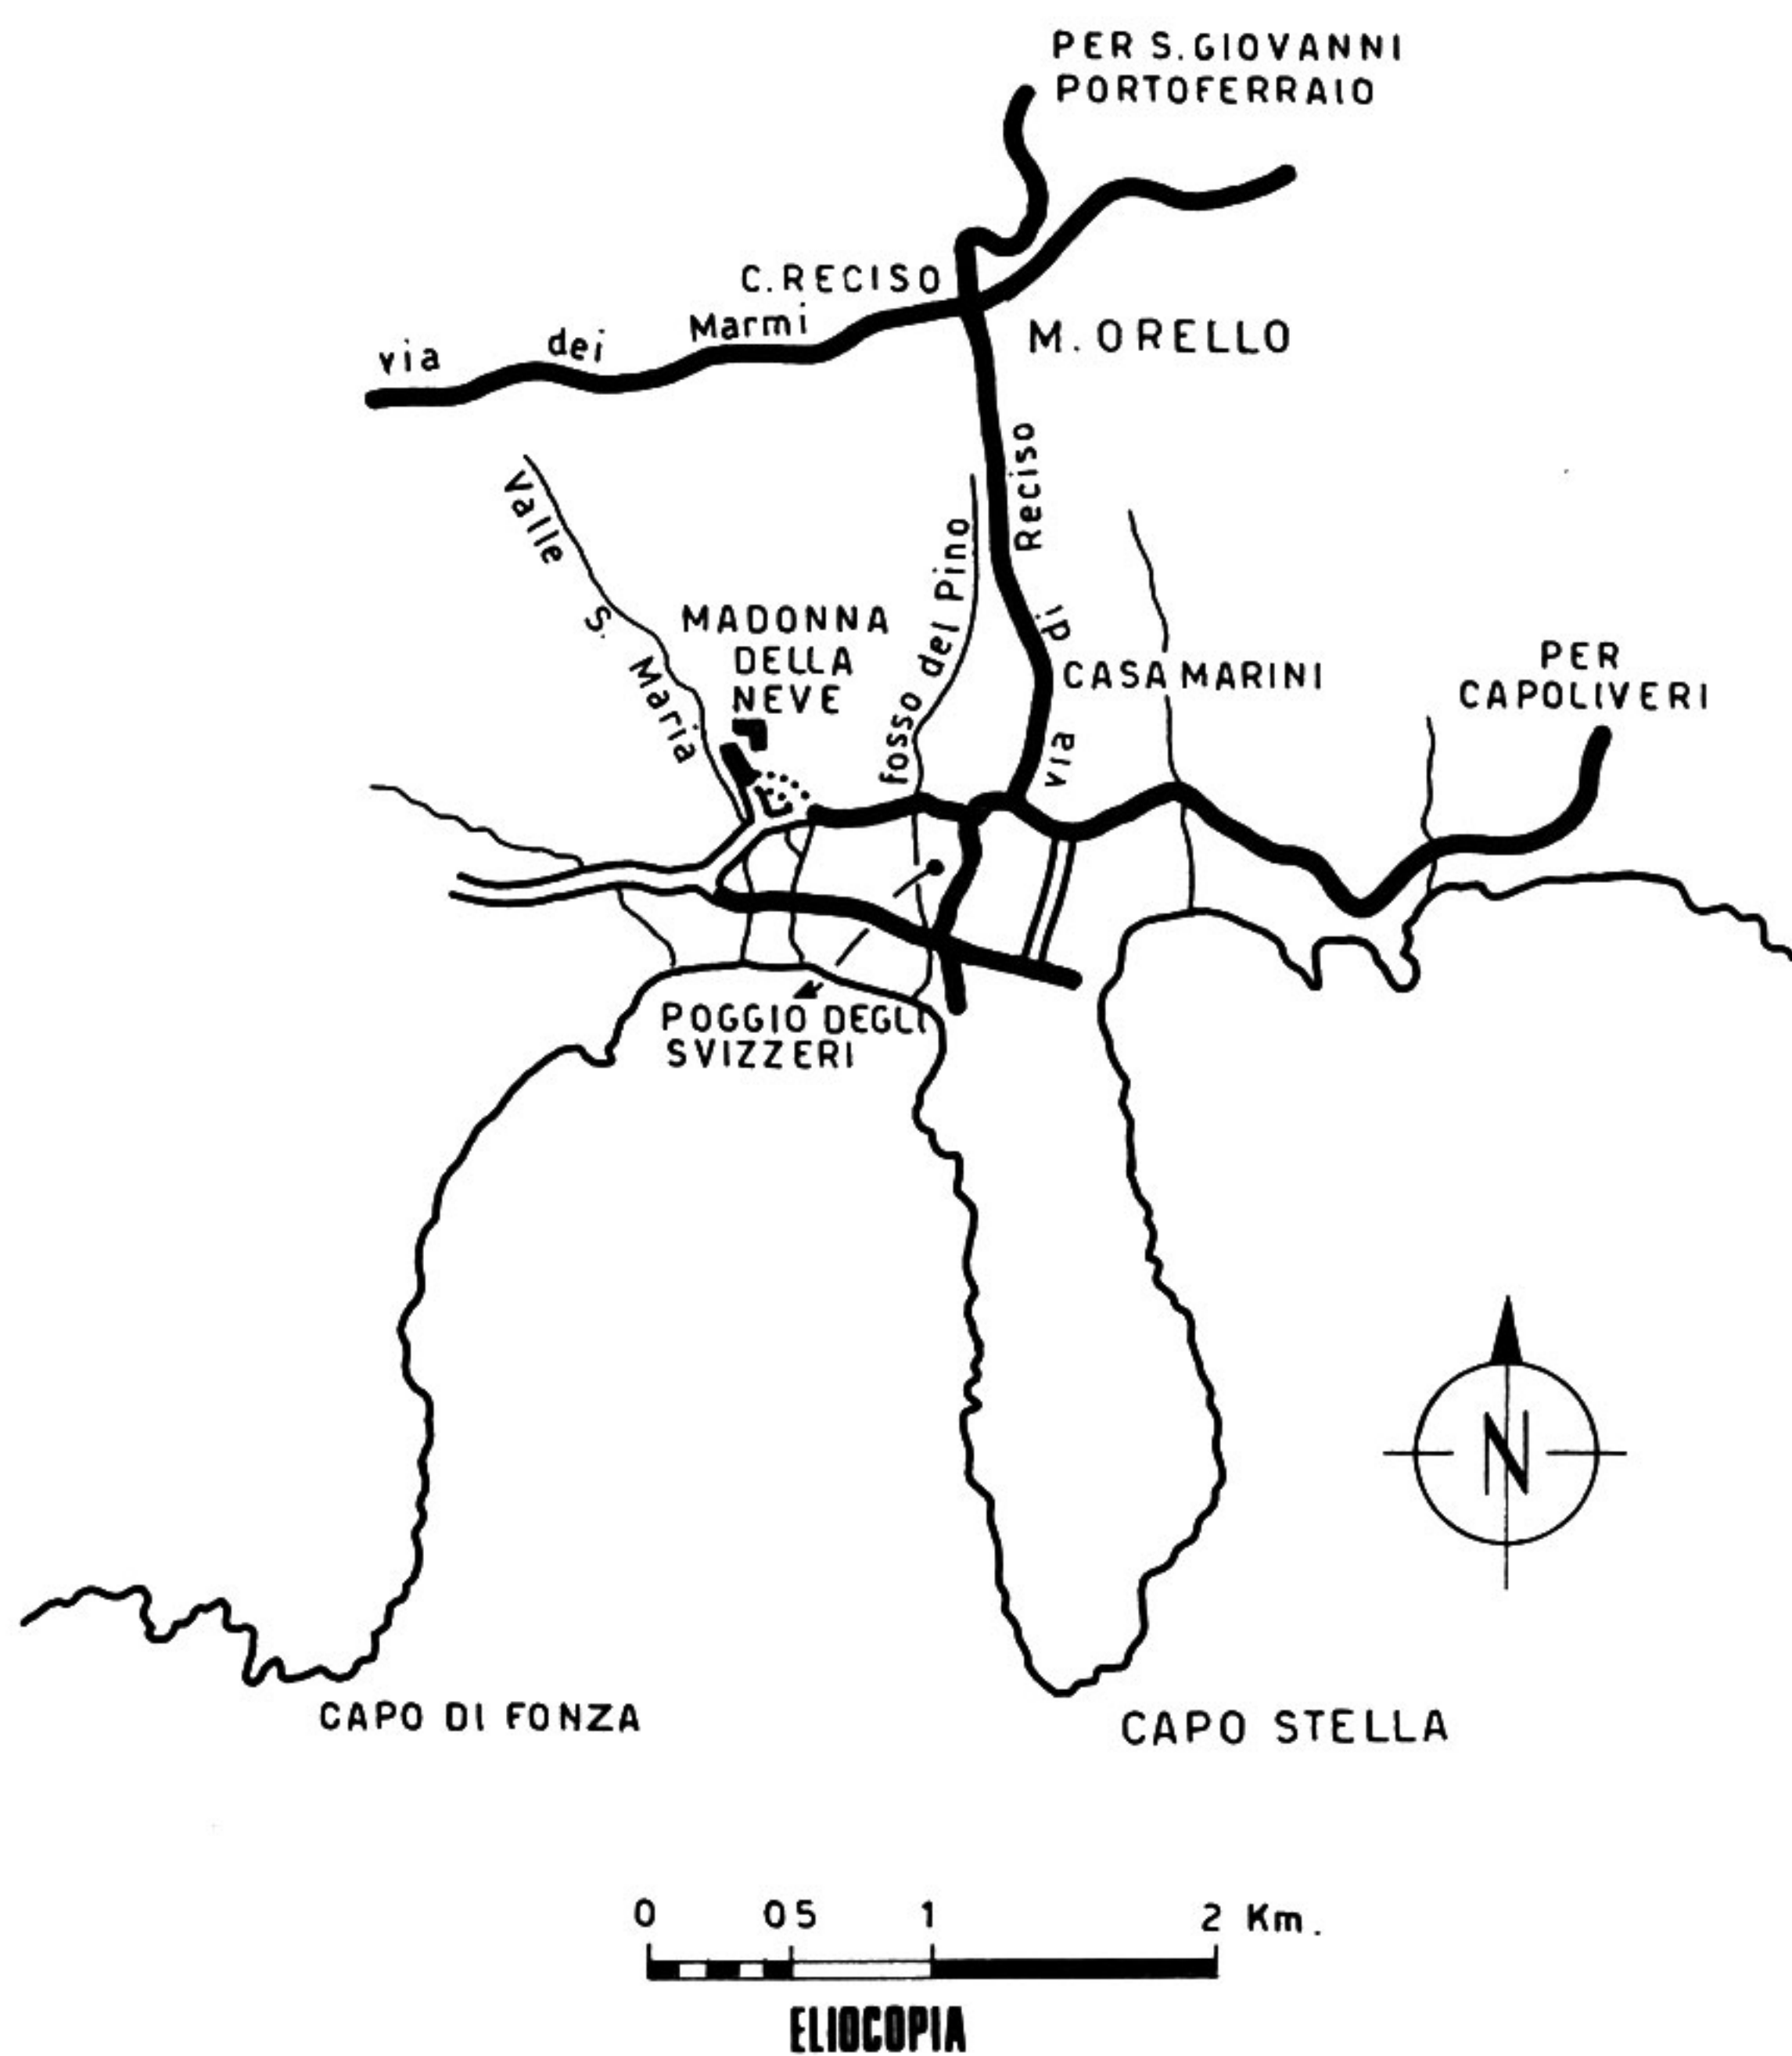 PER S.GIOVANNI
PORTOFERRAIO
C.RECISO
via dei Marmi
M. ORELLO
via di Reciso
Valle S. Maria
fosso del Pino
MADONNA
DELLA
NEVE
CASA MARINI
PER
CAPOLIVERI
POGGIO DEGLI
SVIZZERI
N
CAPO DI FONZA
CAPO STELLA
0 05 1 2 Km.
ELIOCOPIA